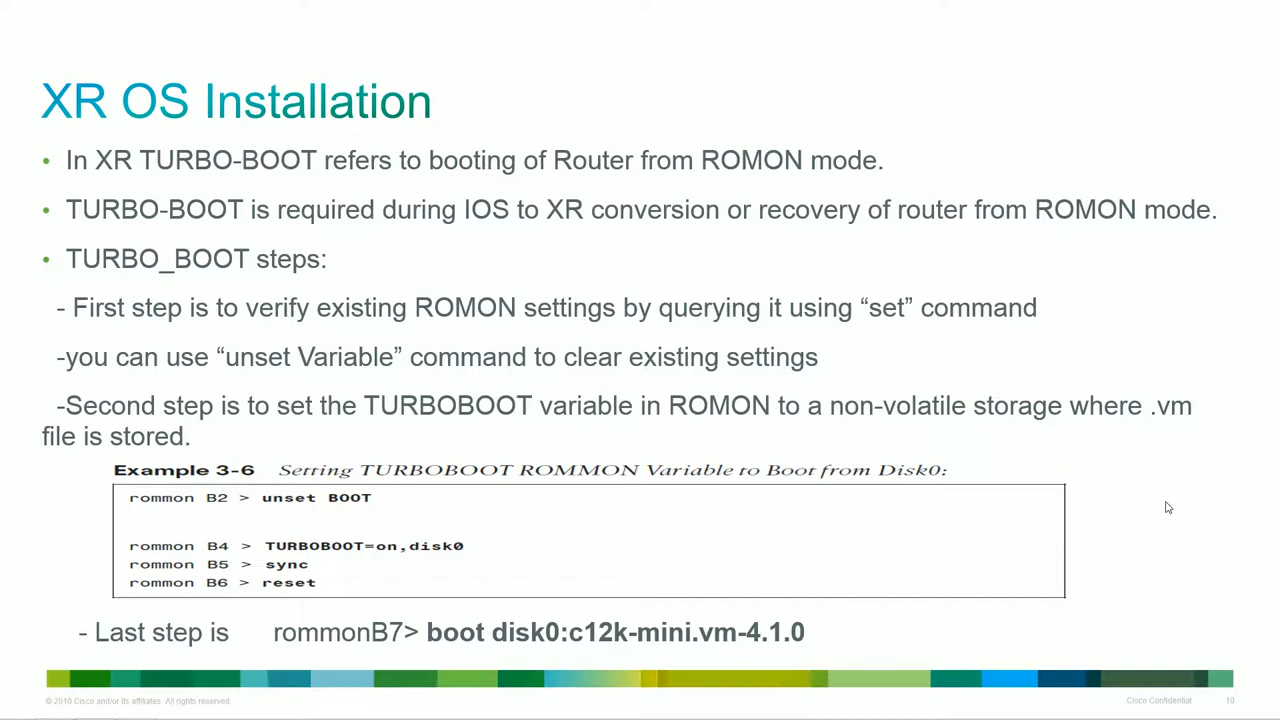 XR OS Installation
• In XR TURBO-BOOT refers to booting of Router from ROMON mode.
• TURBO-BOOT is required during IOS to XR conversion or recovery of router from ROMON mode.
• TURBO_BOOT steps:
- First step is to verify existing ROMON settings by querying it using “set” command
-you can use “unset Variable” command to clear existing settings
-Second step is to set the TURBOBOOT variable in ROMON to a non-volatile storage where .vm
file is stored.
Example 3-6 Setting TURBOBOOT ROMMON Variable to Boot from Disk0:
rommon B2 > unset BOOT
rommon B4 > TURBOBOOT=on,disk0
rommon B5 > sync
rommon B6 > reset
- Last step is rommonB7> boot disk0:c12k-mini.vm-4.1.0
© 2010 Cisco and/or its affiliates. All rights reserved. Cisco Confidential 10